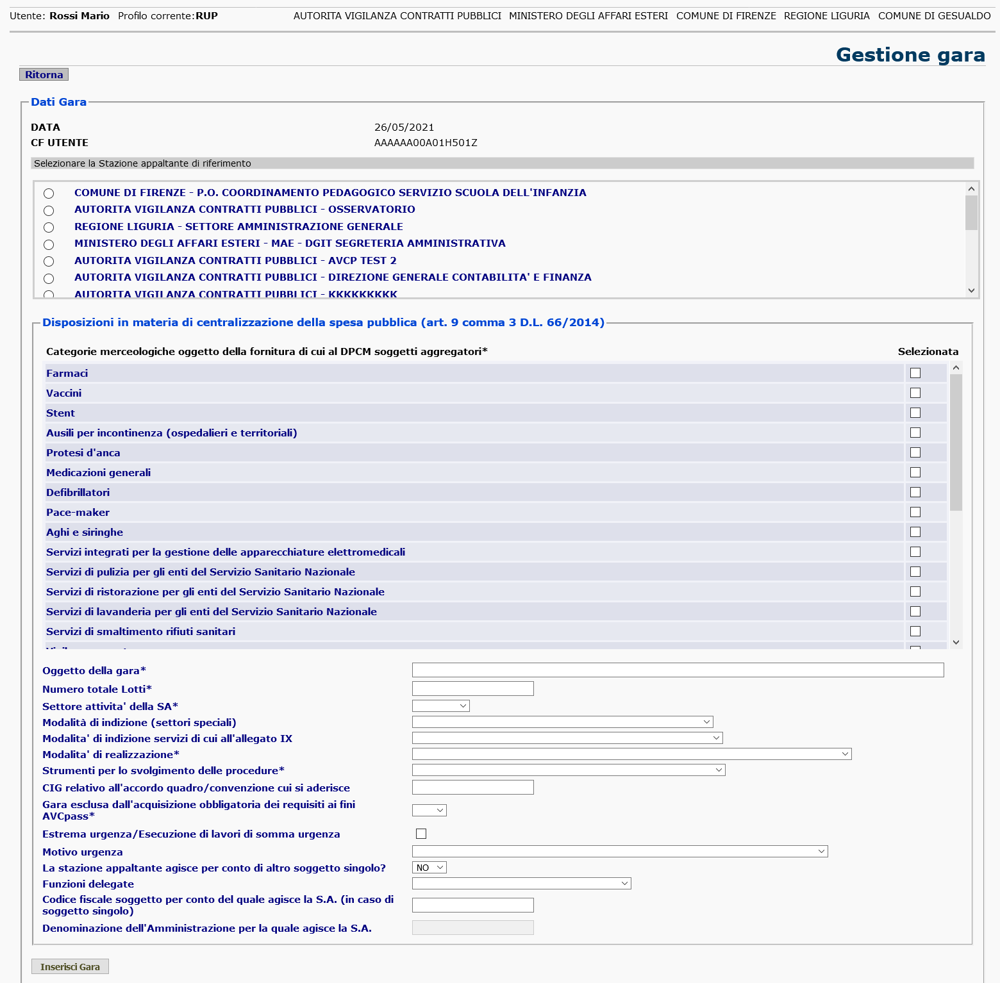 Utente: Rossi Mario Profilo corrente:RUP AUTORITA VIGILANZA CONTRATTI PUBBLICI MINISTERO DEGLI AFFARI ESTERI COMUNE DI FIRENZE REGIONE LIGURIA COMUNE DI GESUALDO
Gestione gara
Ritorna
Dati Gara
DATA 26/05/2021
CF UTENTE AAAAAA00A01H501Z
Selezionare la Stazione appaltante di riferimento
COMUNE DI FIRENZE - P.O. COORDINAMENTO PEDAGOGICO SERVIZIO SCUOLA DELL'INFANZIA
AUTORITA VIGILANZA CONTRATTI PUBBLICI - OSSERVATORIO
REGIONE LIGURIA - SETTORE AMMINISTRAZIONE GENERALE
MINISTERO DEGLI AFFARI ESTERI - MAE - DGIT SEGRETERIA AMMINISTRATIVA
AUTORITA VIGILANZA CONTRATTI PUBBLICI - AVCP TEST 2
AUTORITA VIGILANZA CONTRATTI PUBBLICI - DIREZIONE GENERALE CONTABILITA' E FINANZA
AUTORITA VIGILANZA CONTRATTI PUBBLICI - KKKKKKKKK
Disposizioni in materia di centralizzazione della spesa pubblica (art. 9 comma 3 D.L. 66/2014)
Categorie merceologiche oggetto della fornitura di cui al DPCM soggetti aggregatori* Selezionata
Farmaci
Vaccini
Stent
Ausili per incontinenza (ospedalieri e territoriali)
Protesi d'anca
Medicazioni generali
Defibrillatori
Pace-maker
Aghi e siringhe
Servizi integrati per la gestione delle apparecchiature elettromedicali
Servizi di pulizia per gli enti del Servizio Sanitario Nazionale
Servizi di ristorazione per gli enti del Servizio Sanitario Nazionale
Servizi di lavanderia per gli enti del Servizio Sanitario Nazionale
Servizi di smaltimento rifiuti sanitari
Oggetto della gara*
Numero totale Lotti*
Settore attivita' della SA*
Modalità di indizione (settori speciali)
Modalita' di indizione servizi di cui all'allegato IX
Modalita' di realizzazione*
Strumenti per lo svolgimento delle procedure*
CIG relativo all'accordo quadro/convenzione cui si aderisce
Gara esclusa dall'acquisizione obbligatoria dei requisiti ai fini
AVCpass*
Estrema urgenza/Esecuzione di lavori di somma urgenza
Motivo urgenza
La stazione appaltante agisce per conto di altro soggetto singolo? NO
Funzioni delegate
Codice fiscale soggetto per conto del quale agisce la S.A. (in caso di
soggetto singolo)
Denominazione dell'Amministrazione per la quale agisce la S.A.
Inserisci Gara